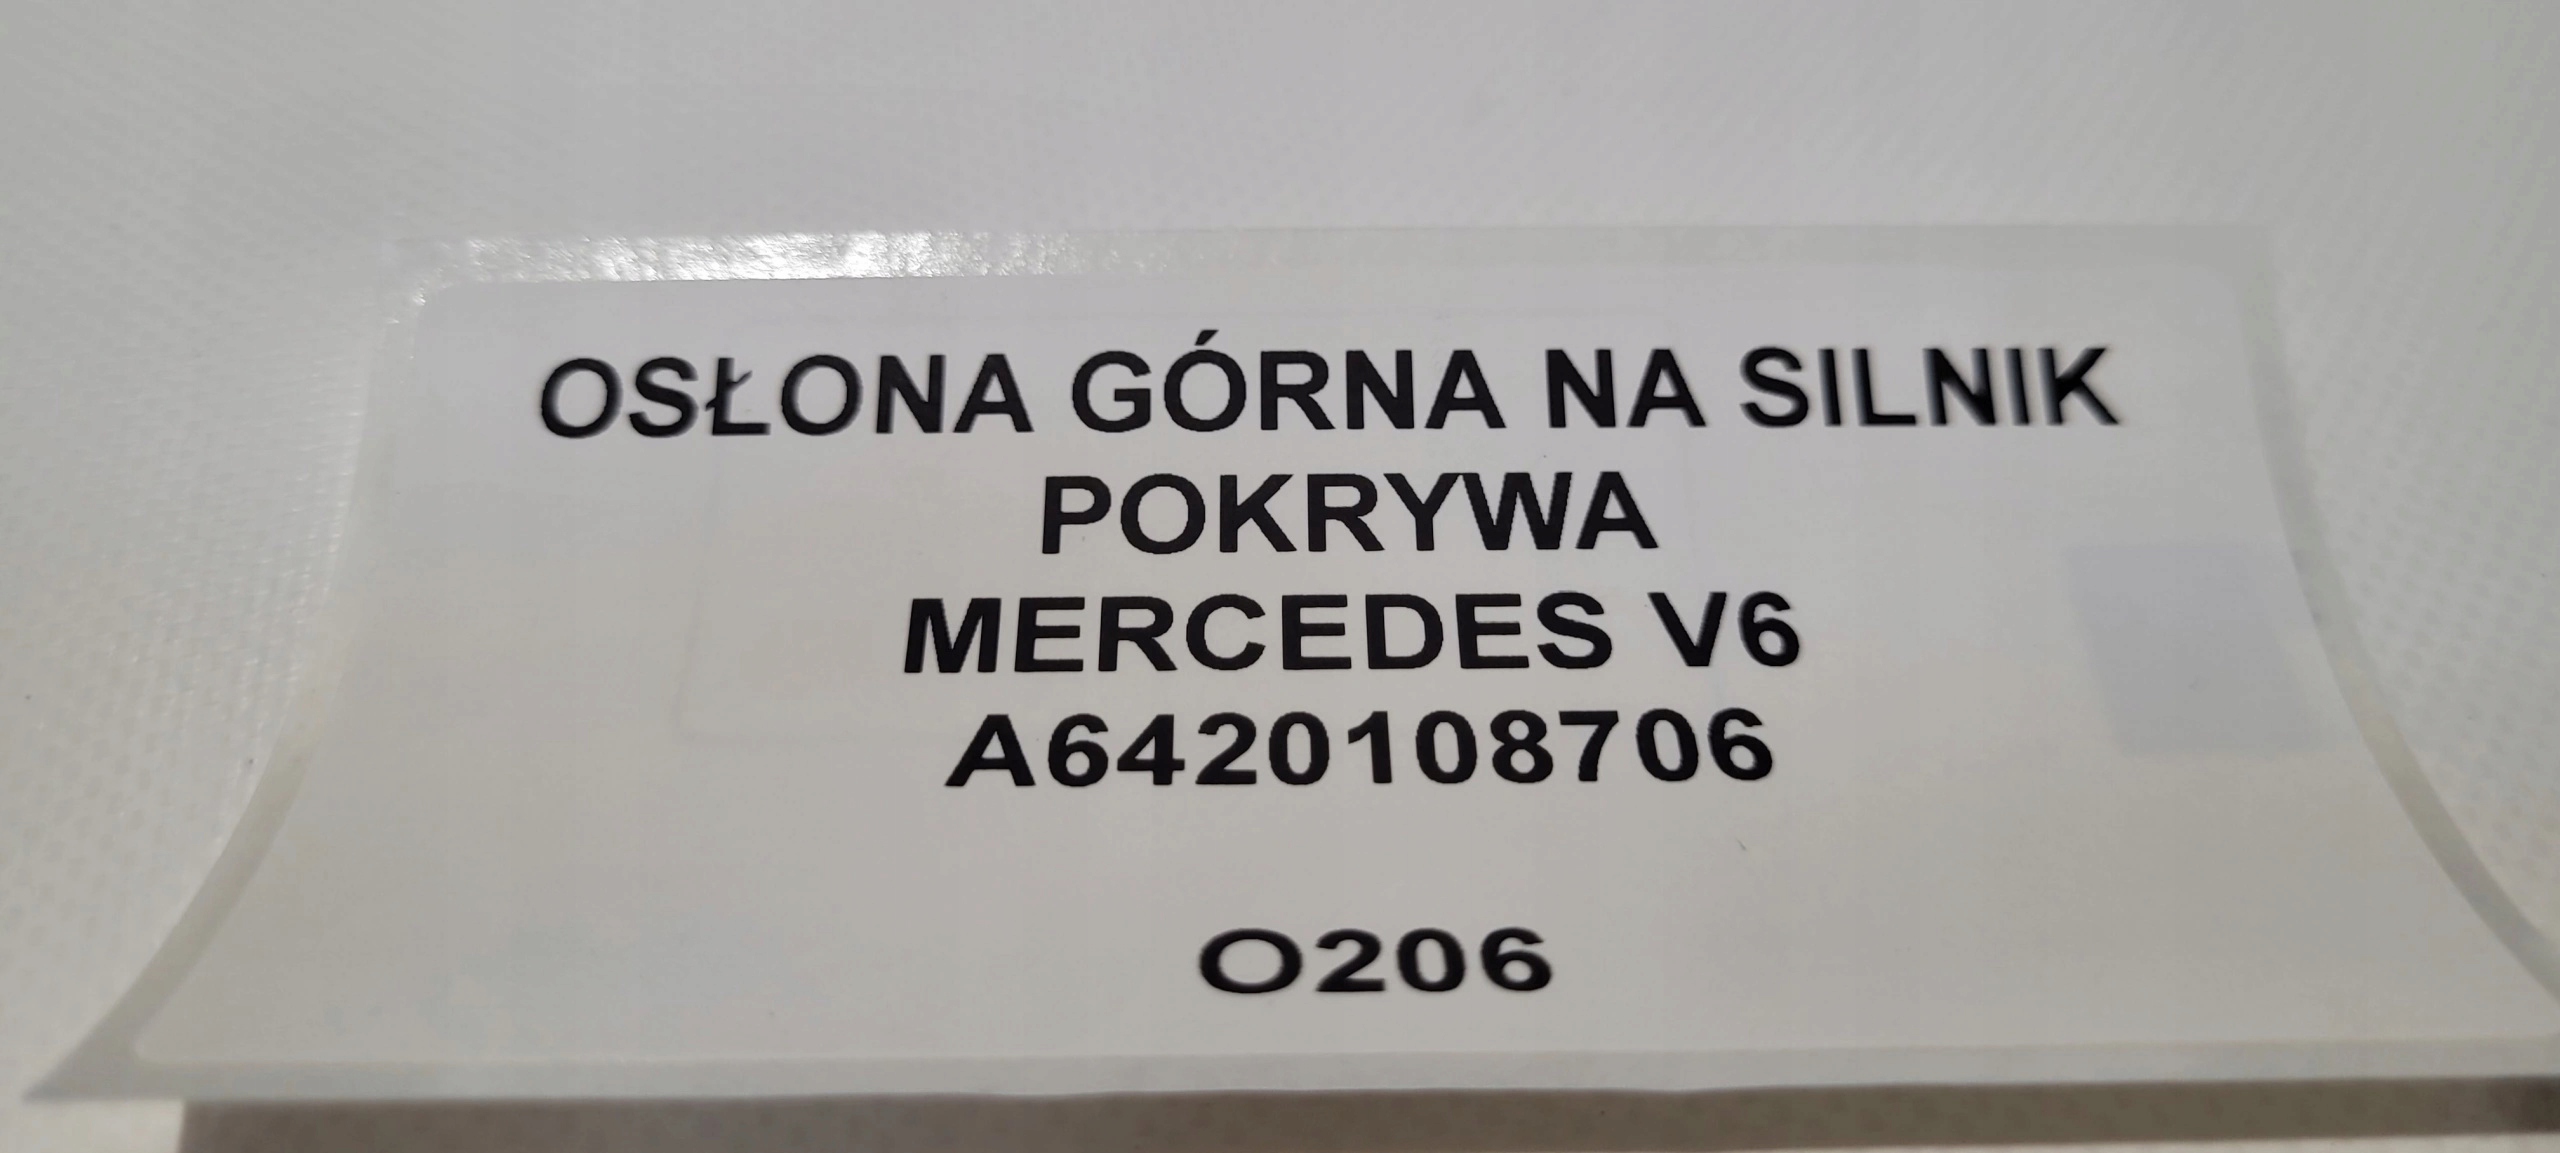 OSŁONA GÓRNA NA SILNIK
POKRYWA
MERCEDES V6
A6420108706
O206